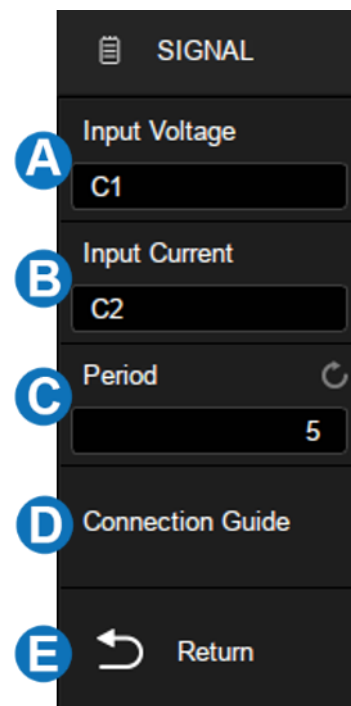 SIGNAL
A
Input Voltage
C1
B
Input Current
C2
C
Period
5
D
Connection Guide
E
Return